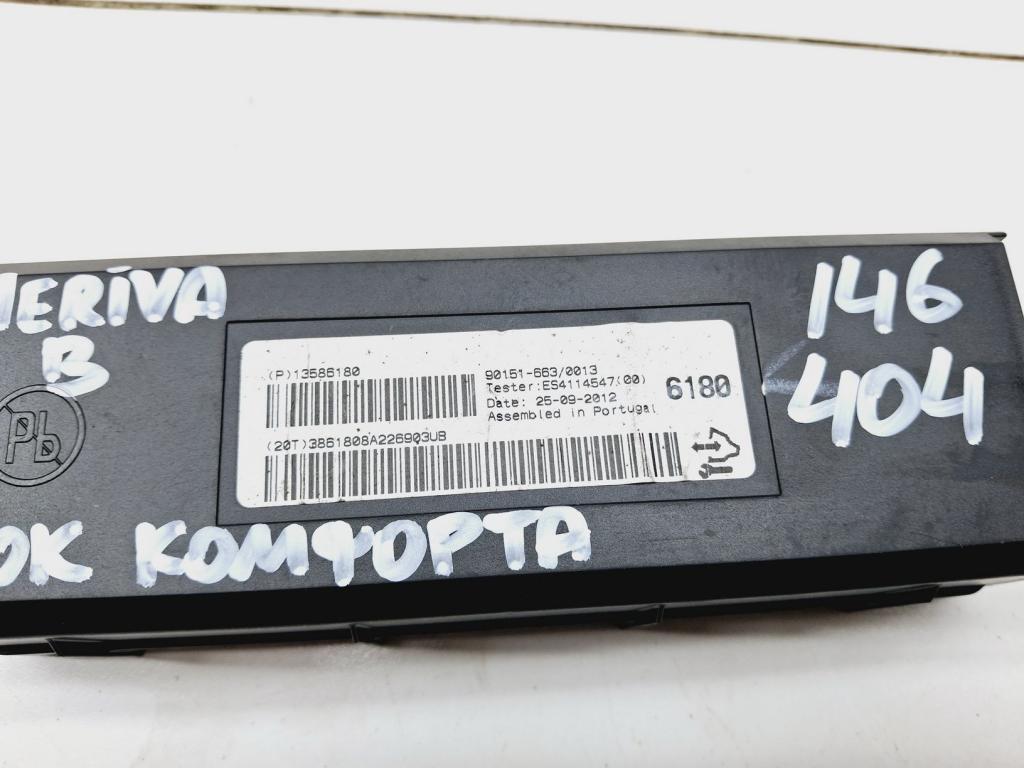 MERIVA
B
Pb
(P)13586180
90151-663/0013
Tester:ES4114547(00)
Date: 25-09-2012
Assembled in Portugal
6180
(20T)3861808A226903UB
146
404
ОК КОМФОРТА